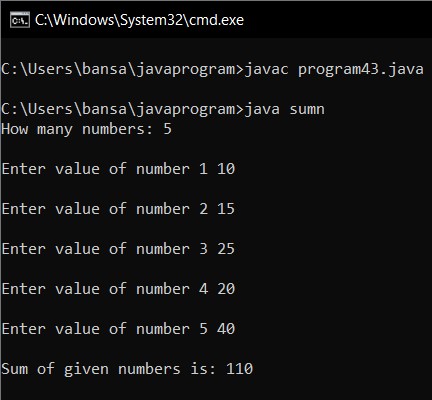 C:\Windows\System32\cmd.exe
C:\Users\bansa\javaprogram>javac program43.java
C:\Users\bansa\javaprogram>java sumn
How many numbers: 5
Enter value of number 1 10
Enter value of number 2 15
Enter value of number 3 25
Enter value of number 4 20
Enter value of number 5 40
Sum of given numbers is: 110